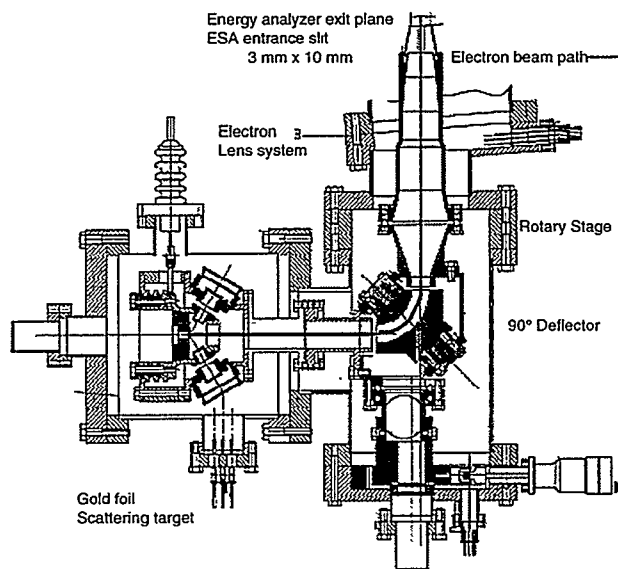 Energy analyzer exit plane
ESA entrance slit
3 mm x 10 mm
Electron beam path
Electron
Lens system
Rotary Stage
90° Deflector
Gold foil
Scattering target